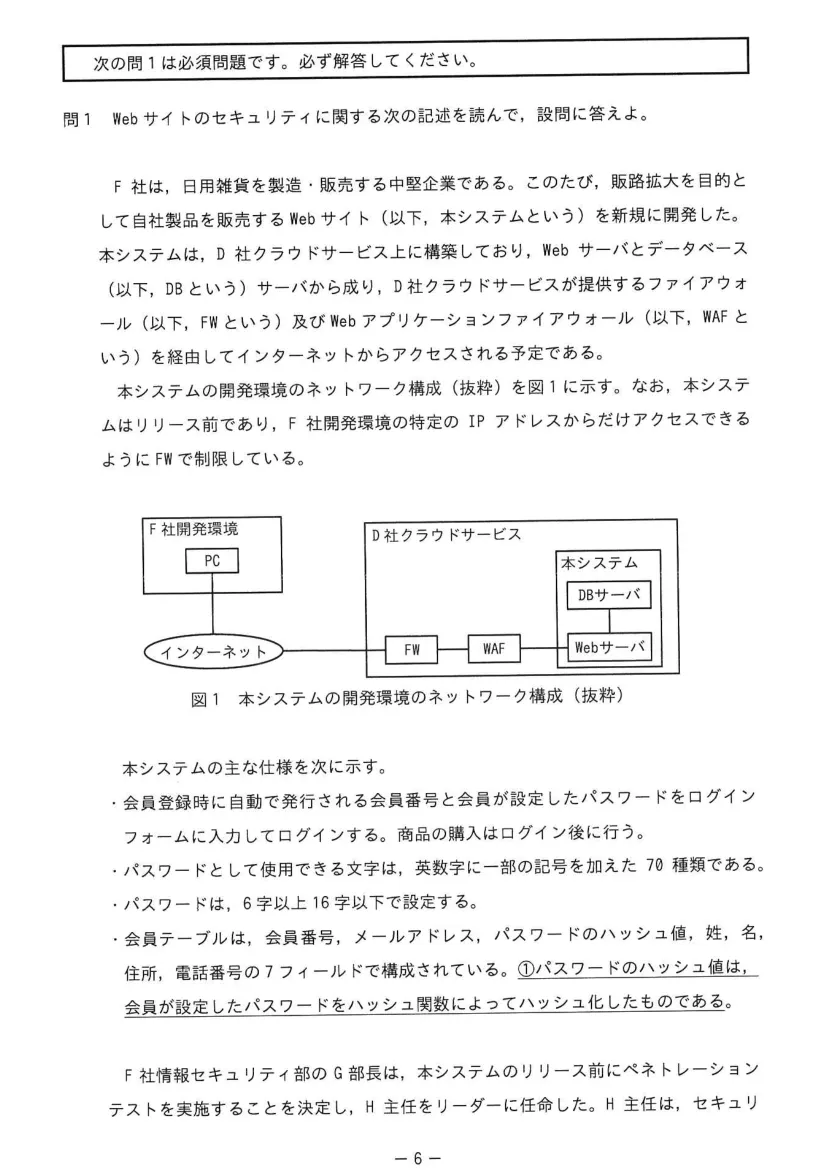 次の問1は必須問題です。必ず解答してください。
問1 Webサイトのセキュリティに関する次の記述を読んで，設問に答えよ。
F 社は，日用雑貨を製造・販売する中堅企業である。このたび，販路拡大を目的と
して自社製品を販売する Web サイト（以下，本システムという）を新規に開発した。
本システムは，D 社クラウドサービス上に構築しており，Web サーバとデータベース
（以下，DB という）サーバから成り，D 社クラウドサービスが提供するファイアウォ
ール（以下，FW という）及び Web アプリケーションファイアウォール（以下，WAF と
いう）を経由してインターネットからアクセスされる予定である。
本システムの開発環境のネットワーク構成（抜粋）を図1に示す。なお，本システ
ムはリリース前であり，F 社開発環境の特定の IP アドレスからだけアクセスできる
ように FW で制限している。
F 社開発環境
PC
D 社クラウドサービス
本システム
DBサーバ
インターネット
FW
WAF
Webサーバ
図1 本システムの開発環境のネットワーク構成（抜粋）
本システムの主な仕様を次に示す。
・会員登録時に自動で発行される会員番号と会員が設定したパスワードをログイン
フォームに入力してログインする。商品の購入はログイン後に行う。
・パスワードとして使用できる文字は，英数字に一部の記号を加えた 70 種類である。
・パスワードは，6 字以上 16 字以下で設定する。
・会員テーブルは，会員番号，メールアドレス，パスワードのハッシュ値，姓，名，
住所，電話番号の 7 フィールドで構成されている。①パスワードのハッシュ値は，
会員が設定したパスワードをハッシュ関数によってハッシュ化したものである。
F 社情報セキュリティ部の G 部長は，本システムのリリース前にペネトレーション
テストを実施することを決定し，H 主任をリーダーに任命した。H 主任は，セキュリ
－ 6 －